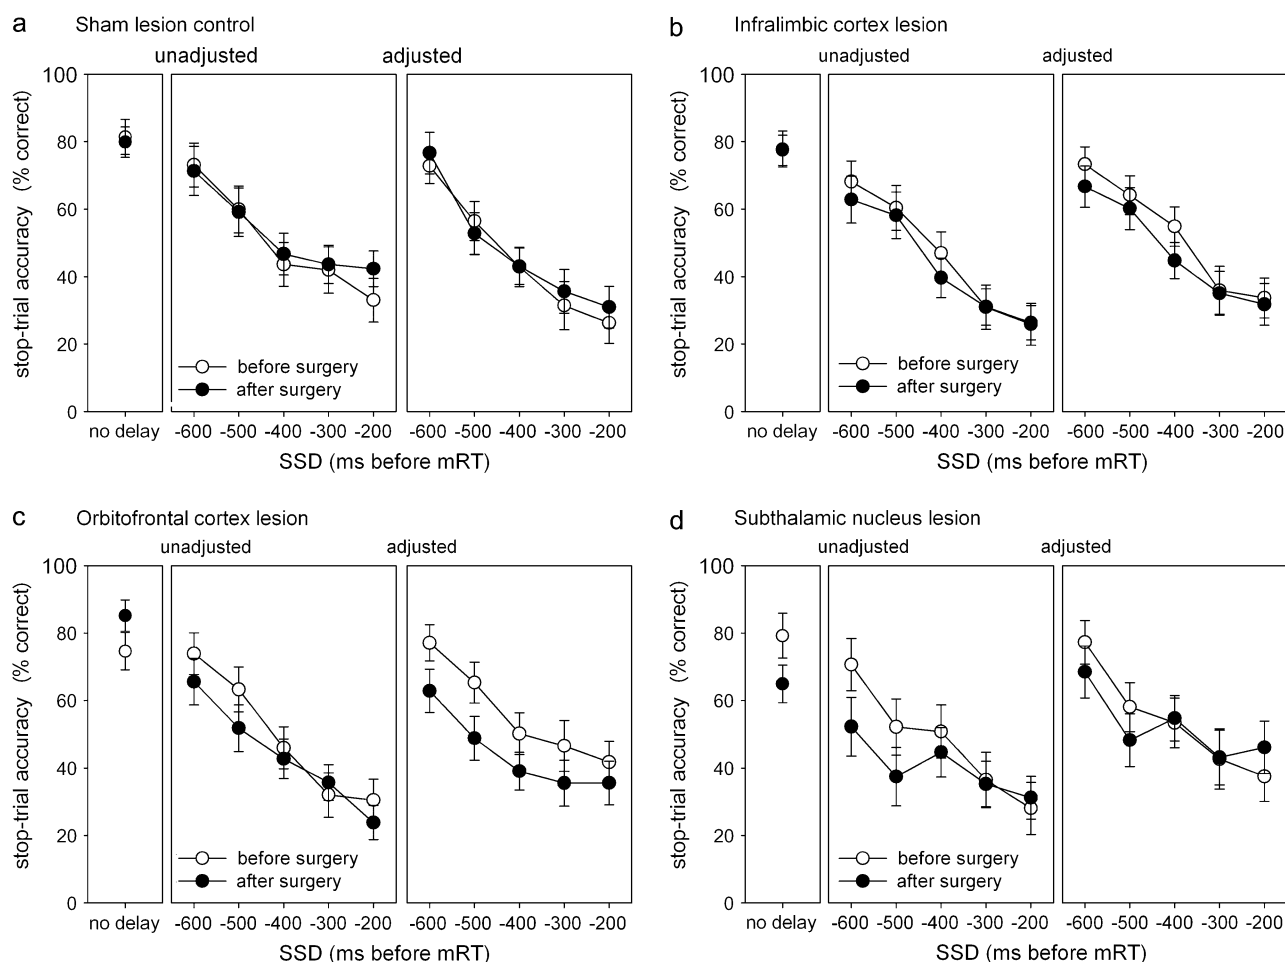 a Sham lesion control
unadjusted adjusted
stop-trial accuracy (% correct)
100
80
60
40
20
0
before surgery
after surgery
no delay -600 -500 -400 -300 -200 -600 -500 -400 -300 -200
SSD (ms before mRT)
b Infralimbic cortex lesion
unadjusted adjusted
stop-trial accuracy (% correct)
100
80
60
40
20
0
before surgery
after surgery
no delay -600 -500 -400 -300 -200 -600 -500 -400 -300 -200
SSD (ms before mRT)
c Orbitofrontal cortex lesion
unadjusted adjusted
stop-trial accuracy (% correct)
100
80
60
40
20
0
before surgery
after surgery
no delay -600 -500 -400 -300 -200 -600 -500 -400 -300 -200
SSD (ms before mRT)
d Subthalamic nucleus lesion
unadjusted adjusted
stop-trial accuracy (% correct)
100
80
60
40
20
0
before surgery
after surgery
no delay -600 -500 -400 -300 -200 -600 -500 -400 -300 -200
SSD (ms before mRT)